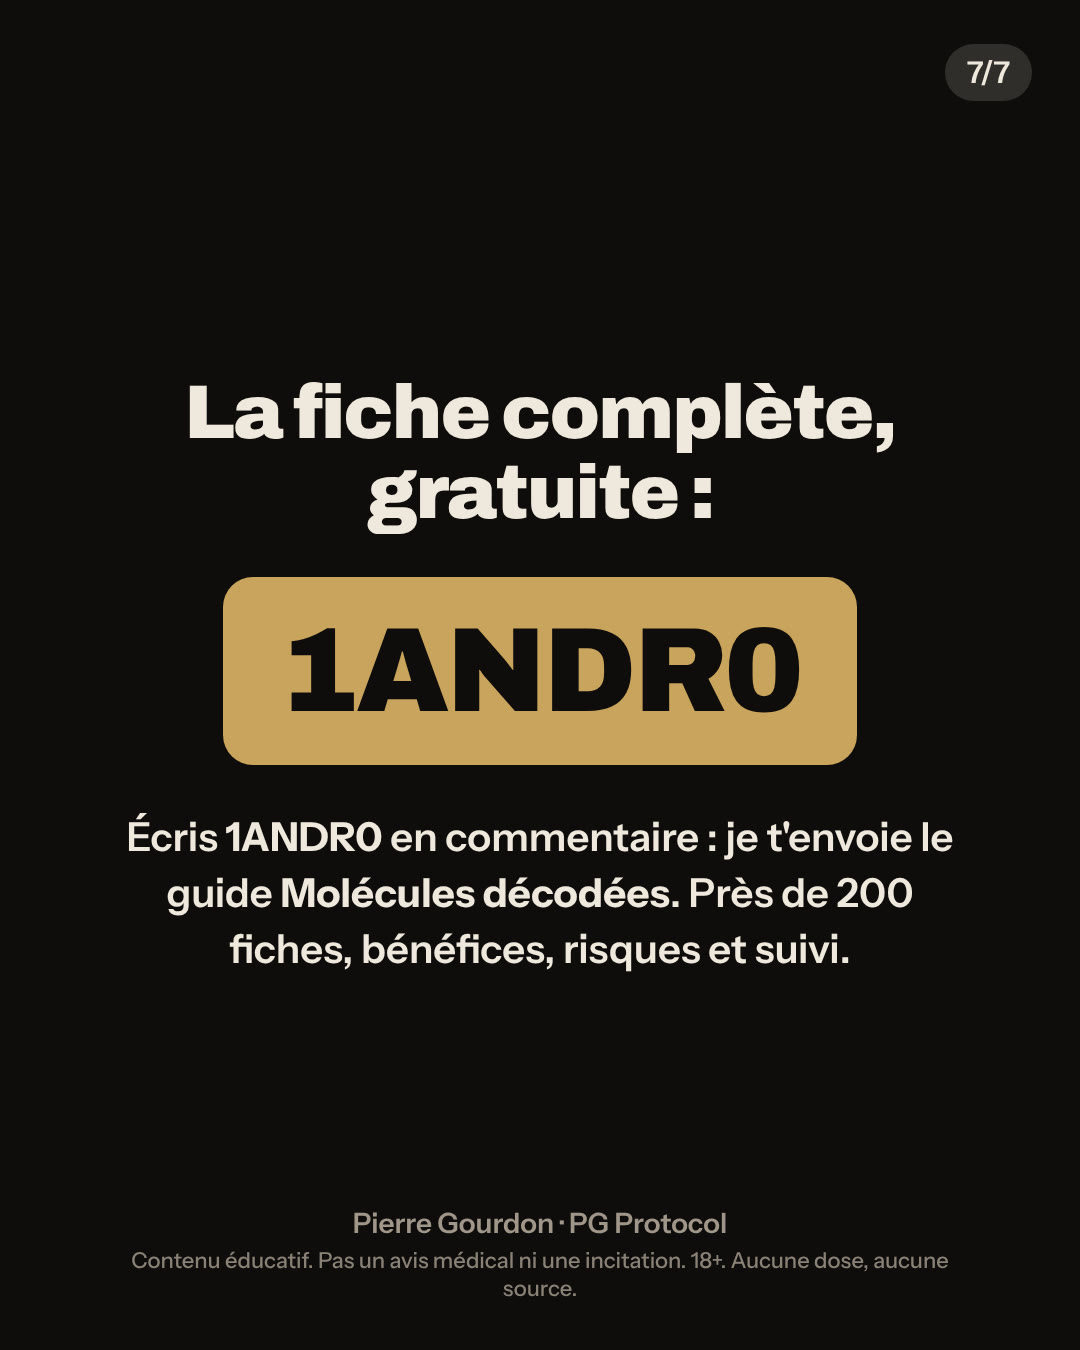 7/7
La fiche complète,
gratuite :
1ANDR0
Écris 1ANDR0 en commentaire : je t'envoie le
guide Molécules décodées. Près de 200
fiches, bénéfices, risques et suivi.
Pierre Gourdon · PG Protocol
Contenu éducatif. Pas un avis médical ni une incitation. 18+. Aucune dose, aucune
source.